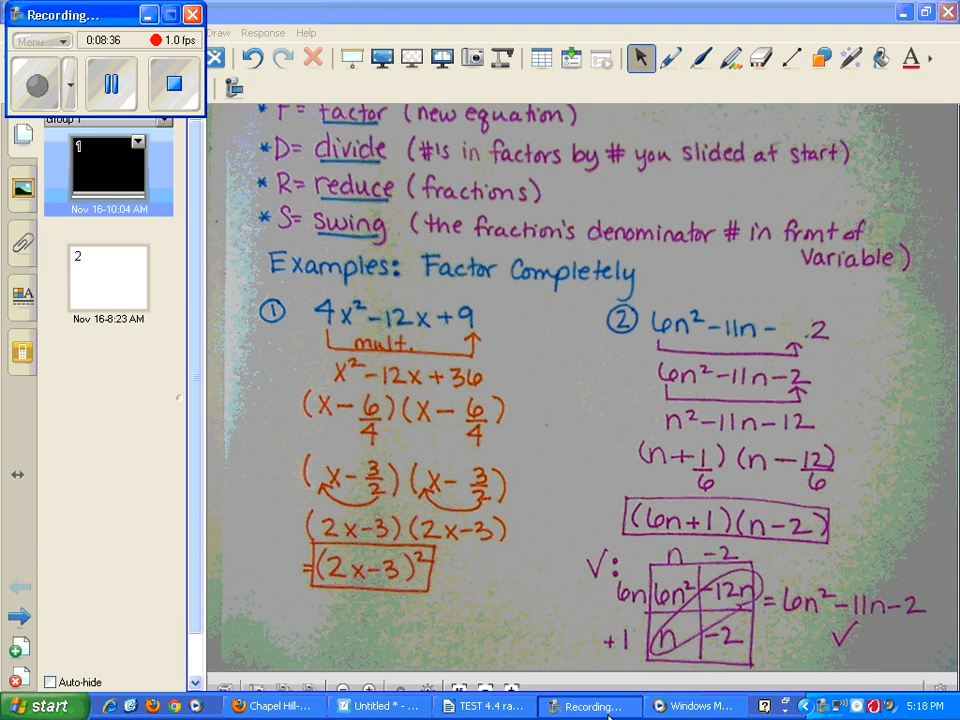 Recording...
Menu
0:08:36
1.0 fps
Draw Response Help
Group 1
1
Nov 16-10:04 AM
2
Nov 16-8:23 AM
Auto-hide
* F= factor (new equation)
* D= divide (#'s in factors by # you slided at start)
* R= reduce (fractions)
* S= swing (the fraction's denominator # in front of variable)
Examples: Factor Completely
① 4x²-12x+9
mult.
x²-12x+36
(x - 6/4)(x - 6/4)
(x - 3/2)(x - 3/2)
(2x-3)(2x-3)
=(2x-3)²
② 6n²-11n- 2
6n²-11n-2
n²-11n-12
(n+1/6)(n-12/6)
(6n+1)(n-2)
√: n -2
6n 6n² -12n = 6n²-11n-2
+1 n -2 √
start
Chapel Hill-...
Untitled * -...
TEST 4.4 ra...
Recording...
Windows M...
5:18 PM